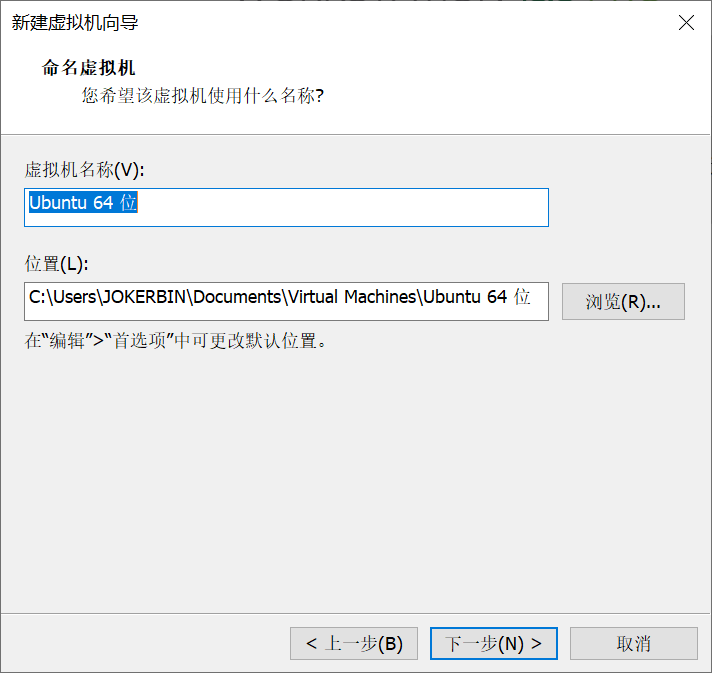 新建虚拟机向导
命名虚拟机
您希望该虚拟机使用什么名称?
虚拟机名称(V):
Ubuntu 64 位
位置(L):
C:\Users\JOKERBIN\Documents\Virtual Machines\Ubuntu 64 位
浏览(R)...
在“编辑”>“首选项”中可更改默认位置。
< 上一步(B)
下一步(N) >
取消